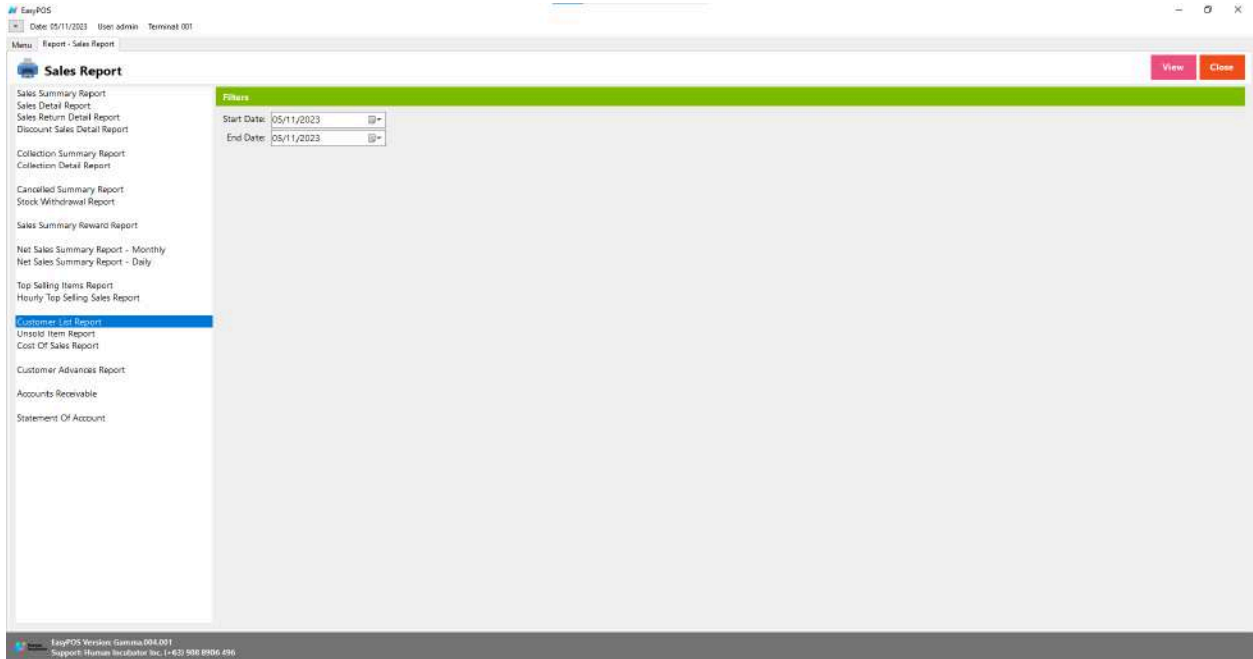 EasyPOS
Date: 05/11/2023 User: admin Terminal: 001
Menu Report - Sales Report
Sales Report
View Close
Sales Summary Report
Sales Detail Report
Sales Return Detail Report
Discount Sales Detail Report
Collection Summary Report
Collection Detail Report
Cancelled Summary Report
Stock Withdrawal Report
Sales Summary Reward Report
Net Sales Summary Report - Monthly
Net Sales Summary Report - Daily
Top Selling Items Report
Hourly Top Selling Sales Report
Customer List Report
Unsold Item Report
Cost Of Sales Report
Customer Advances Report
Accounts Receivable
Statement Of Account
Filters
Start Date: 05/11/2023
End Date: 05/11/2023
EasyPOS Version: Gamma.004.001
Support: Human Incubator Inc. (+63) 908 8906 496